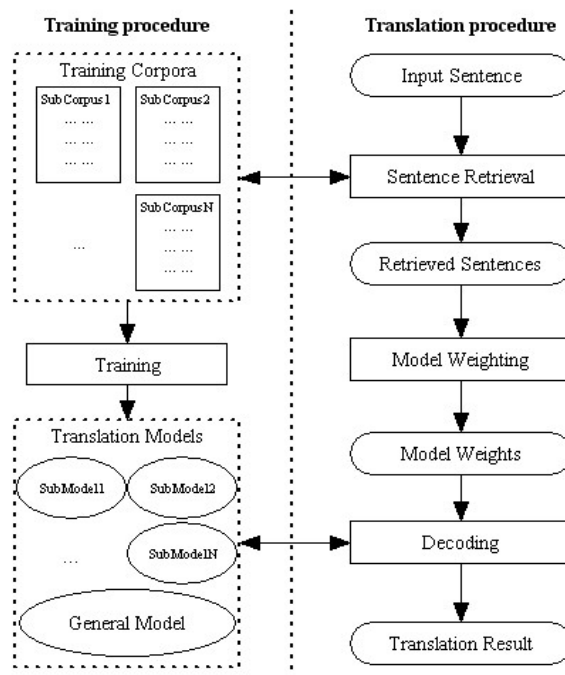 Training procedure
Training Corpora
SubCorpus1
... ...
... ...
... ...
SubCorpus2
... ...
... ...
... ...
...
SubCorpusN
... ...
... ...
... ...
Training
Translation Models
SubModel1
SubModel2
...
SubModelN
General Model
Translation procedure
Input Sentence
Sentence Retrieval
Retrieved Sentences
Model Weighting
Model Weights
Decoding
Translation Result